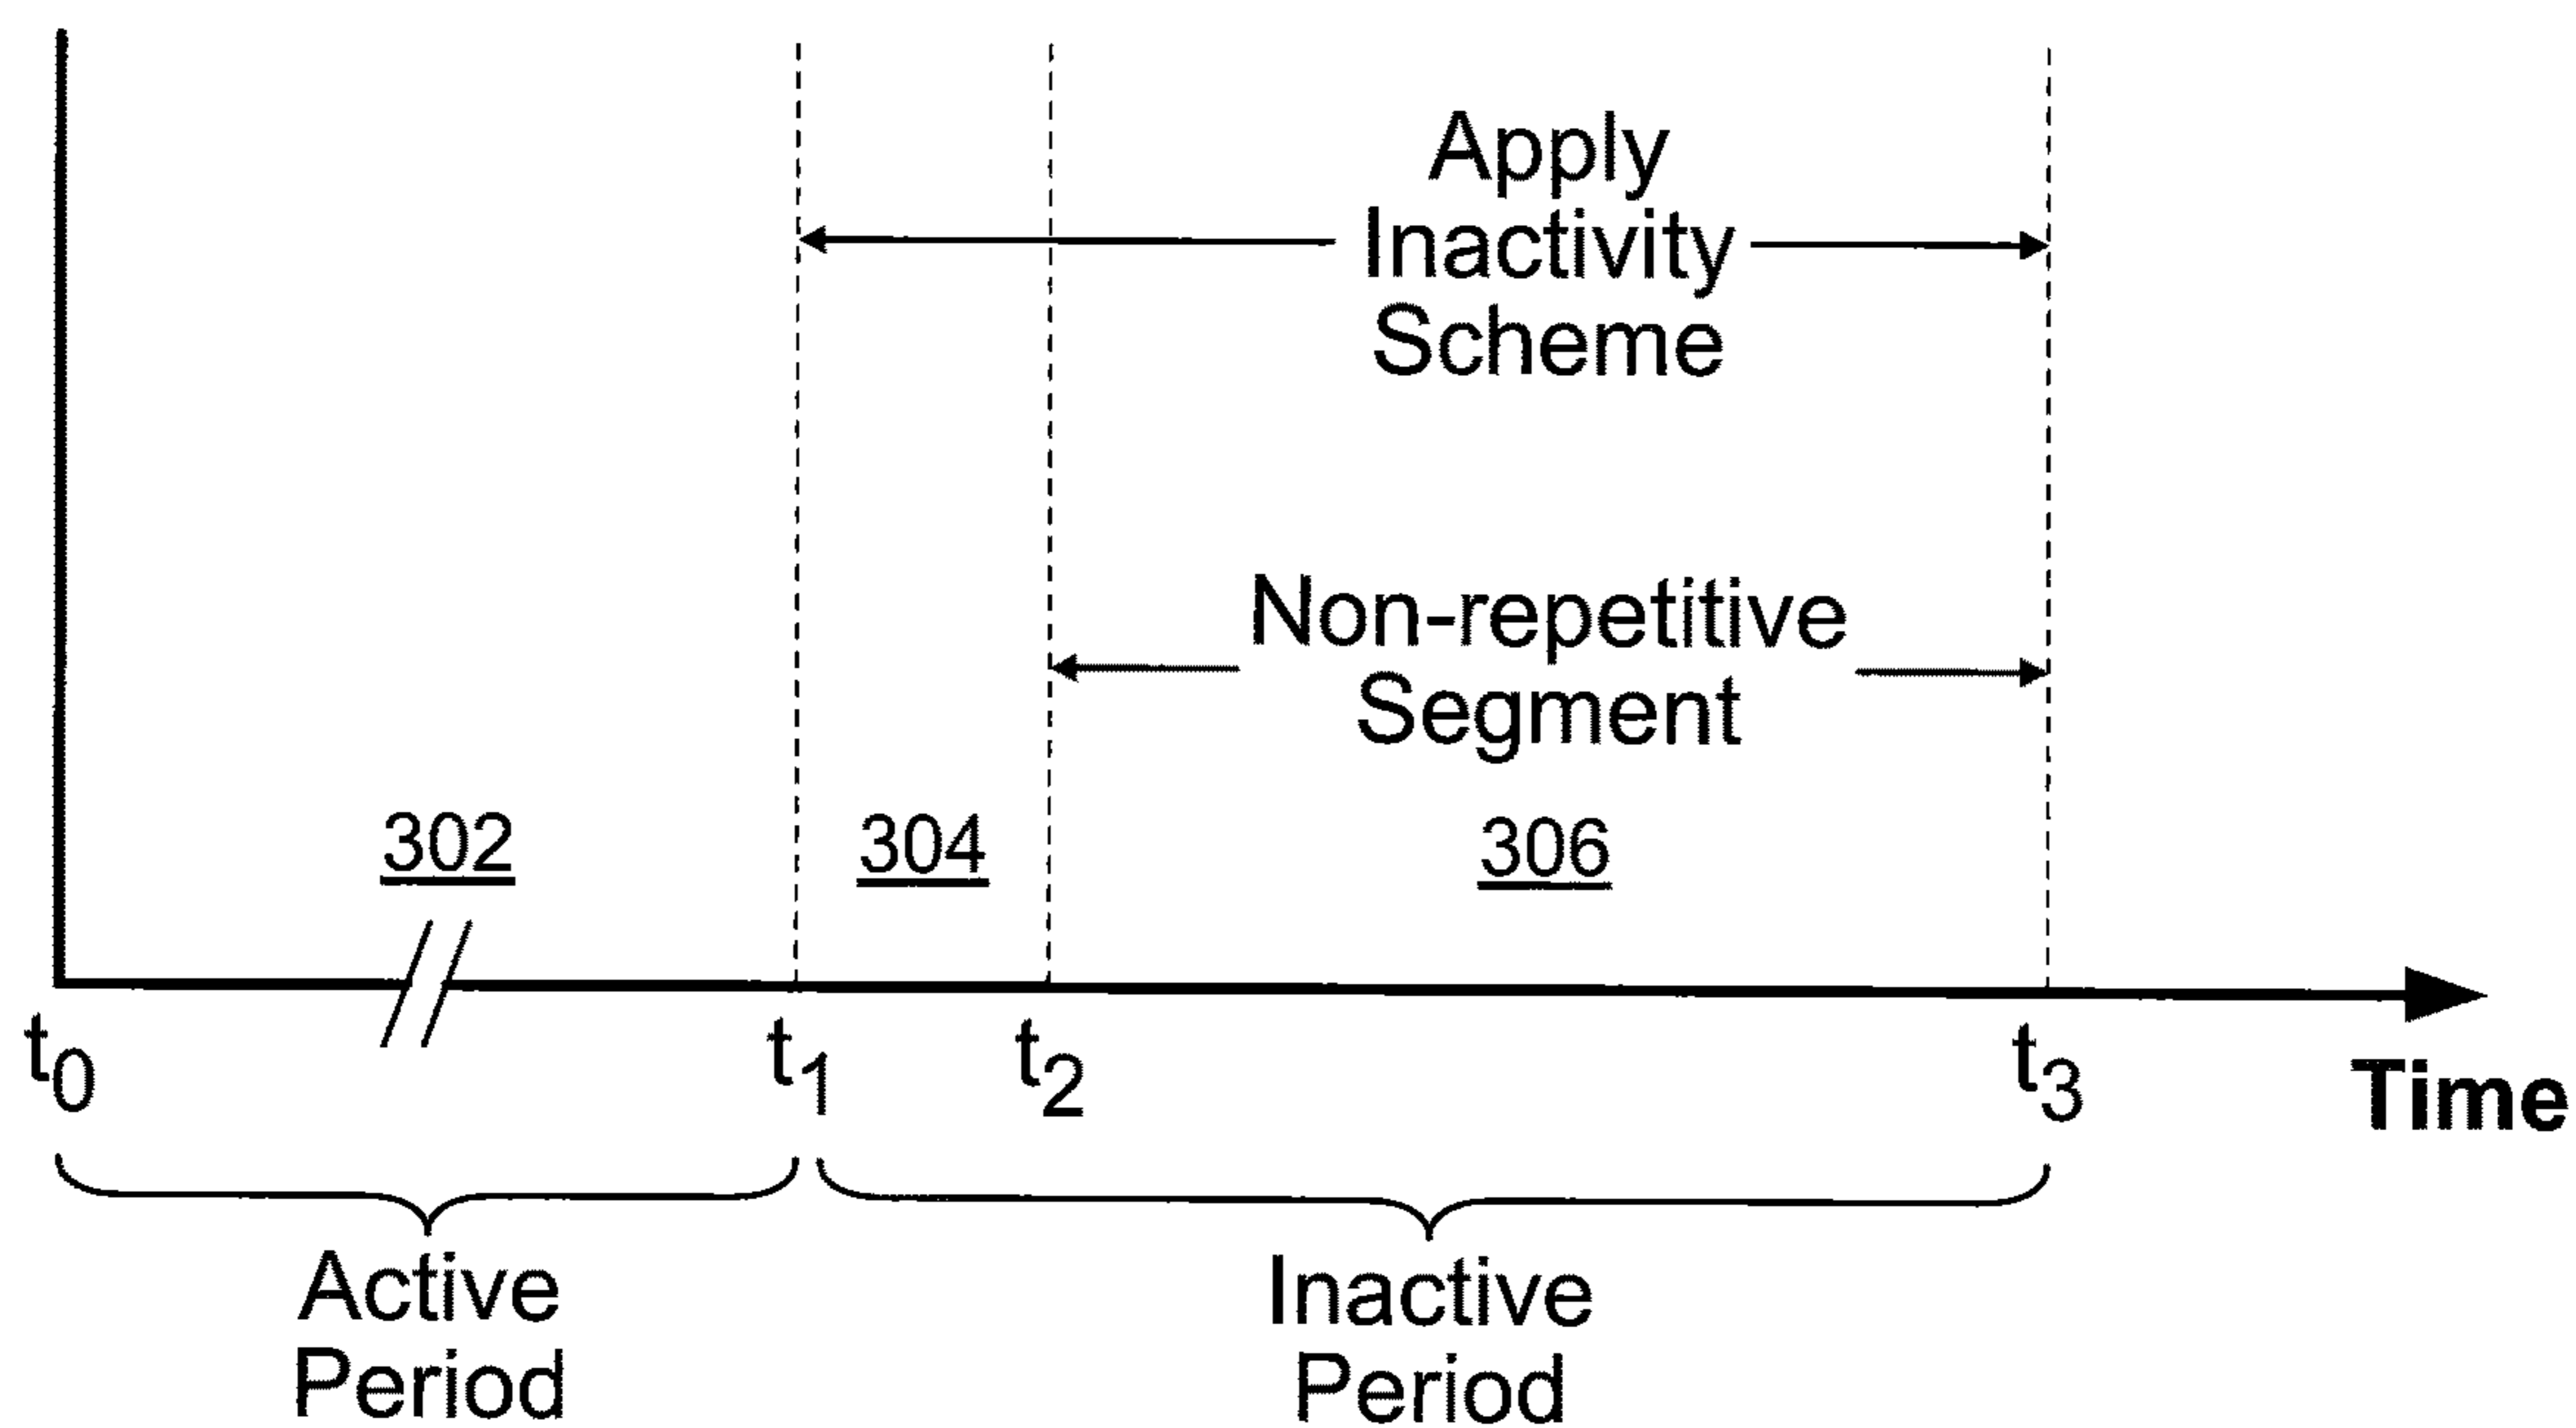 Apply
Inactivity
Scheme
Non-repetitive
Segment
302
304
306
t0
t1
t2
t3
Time
Active
Period
Inactive
Period